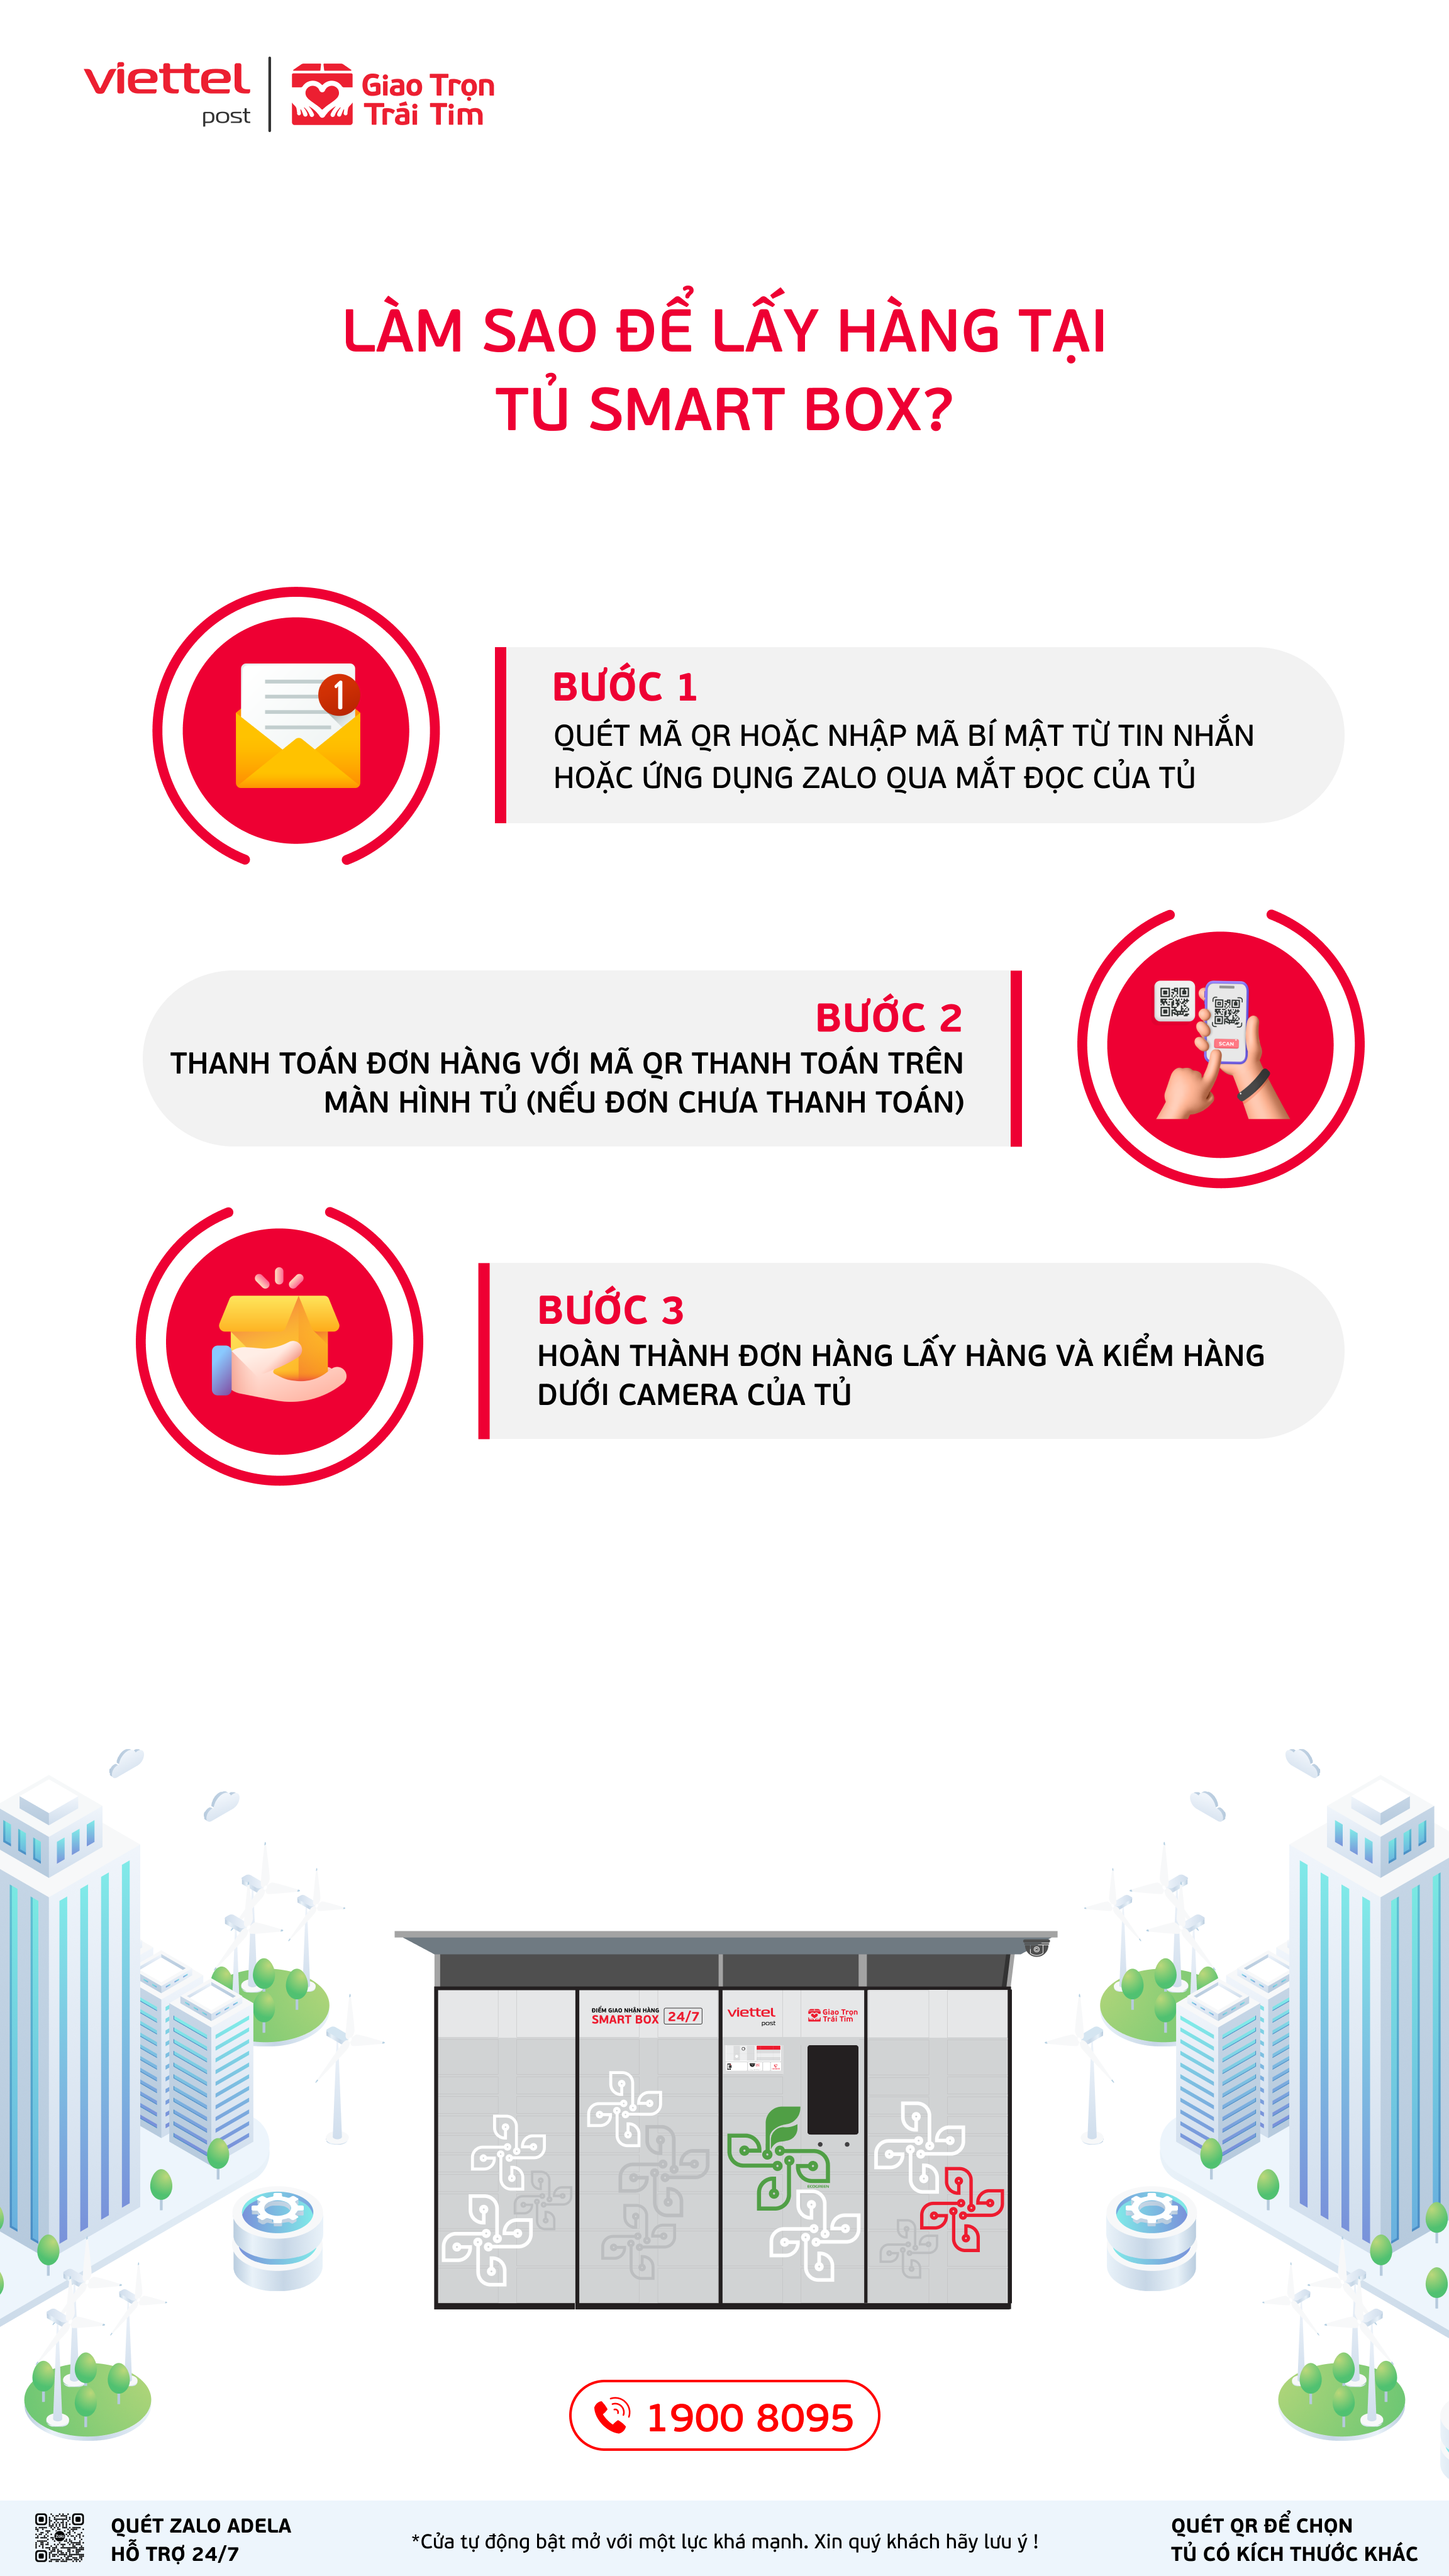 viettel
post
Giao Trọn
Trái Tim
LÀM SAO ĐỂ LẤY HÀNG TẠI
TỦ SMART BOX?
1
BƯỚC 1
QUÉT MÃ QR HOẶC NHẬP MÃ BÍ MẬT TỪ TIN NHẮN
HOẶC ỨNG DỤNG ZALO QUA MẮT ĐỌC CỦA TỦ
BƯỚC 2
THANH TOÁN ĐƠN HÀNG VỚI MÃ QR THANH TOÁN TRÊN
MÀN HÌNH TỦ (NẾU ĐƠN CHƯA THANH TOÁN)
SCAN
BƯỚC 3
HOÀN THÀNH ĐƠN HÀNG LẤY HÀNG VÀ KIỂM HÀNG
DƯỚI CAMERA CỦA TỦ
ĐIỂM GIAO NHẬN HÀNG
SMART BOX 24/7
viettel
post
Giao Trọn
Trái Tim
1900 8095
QUÉT ZALO ADELA
HỖ TRỢ 24/7
*Cửa tự động bật mở với một lực khá mạnh. Xin quý khách hãy lưu ý !
QUÉT QR ĐỂ CHỌN
TỦ CÓ KÍCH THƯỚC KHÁC